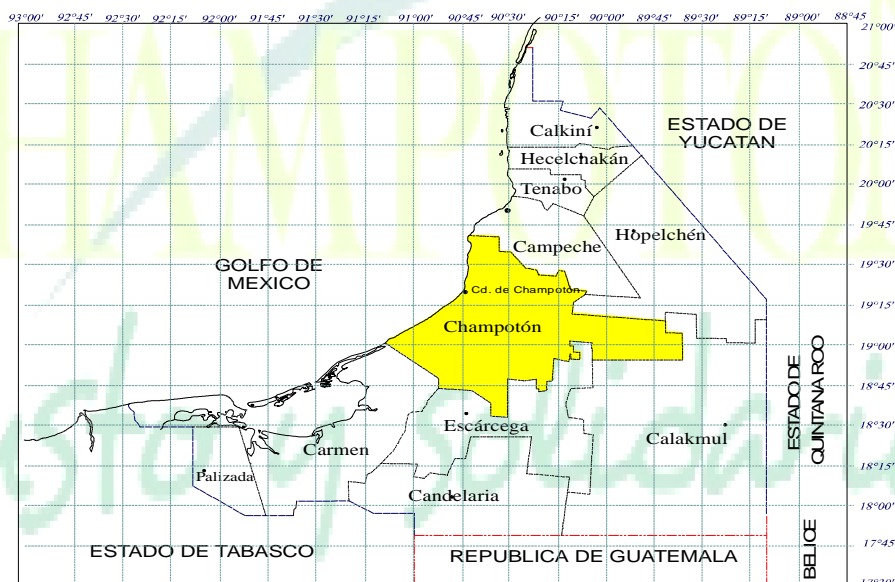 93°00' 92°30' 92°15' 91°45' 91°30' 91°15' 91°00' 90°45' 90°30' 90°15' 90°00' 89°45' 89°30' 89°15' 89°00' 88°45'
21°00'
20°45'
20°30'
ESTADO DE
YUCATAN
Calkiní
20°15'
Hecelchakán
20°00'
Tenabo
19°45'
Hopelchén
Campeche
19°30'
GOLFO DE
MEXICO
Cd. de Champotón
19°15'
Champotón
19°00'
18°45'
ESTADO DE
QUINTANA ROO
18°30'
Escárcega
Calakmul
Carmen
18°15'
Palizada
Candelaria
18°00'
17°45'
ESTADO DE TABASCO
REPUBLICA DE GUATEMALA
BELICE
HAMPOTO